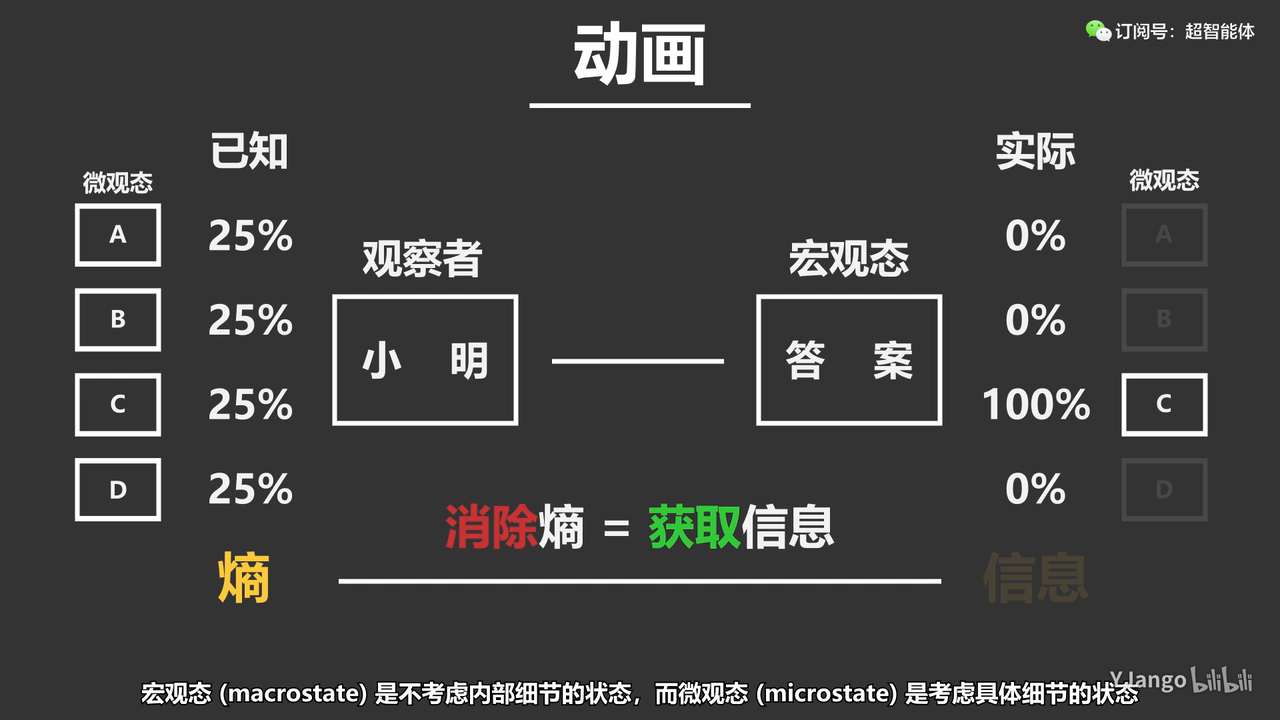 动画
订阅号：超智能体
已知
实际
微观态
微观态
A 25%
0% A
B 25%
0% B
C 25%
100% C
D 25%
0% D
观察者
宏观态
小 明
答 案
消除熵 = 获取信息
熵
信息
YJango bilibili
宏观态 (macrostate) 是不考虑内部细节的状态，而微观态 (microstate) 是考虑具体细节的状态